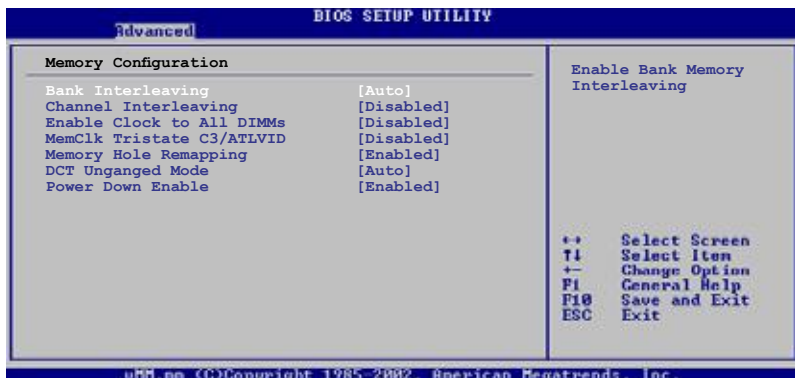 BIOS SETUP UTILITY
Advanced
Memory Configuration
Bank Interleaving [Auto]
Channel Interleaving [Disabled]
Enable Clock to All DIMMs [Disabled]
MemClk Tristate C3/ATLVID [Disabled]
Memory Hole Remapping [Enabled]
DCT Unganged Mode [Auto]
Power Down Enable [Enabled]
Enable Bank Memory
Interleaving
←→ Select Screen
↑↓ Select Item
+- Change Option
F1 General Help
F10 Save and Exit
ESC Exit
(C)Copyright 1985-2002, American Megatrends, Inc.